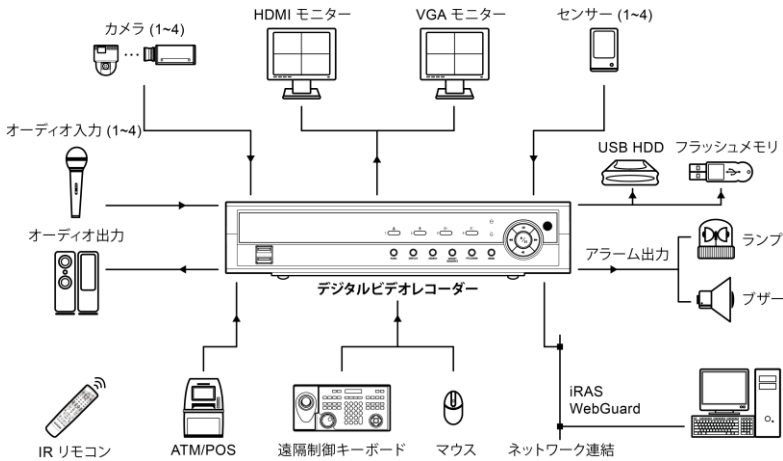 カメラ (1~4)
HDMI モニター
VGA モニター
センサー (1~4)
オーディオ入力 (1~4)
USB HDD
フラッシュメモリ
オーディオ出力
アラーム出力
ランプ
ブザー
デジタルビデオレコーダー
iRAS
WebGuard
IR リモコン
ATM/POS
遠隔制御キーボード
マウス
ネットワーク連結